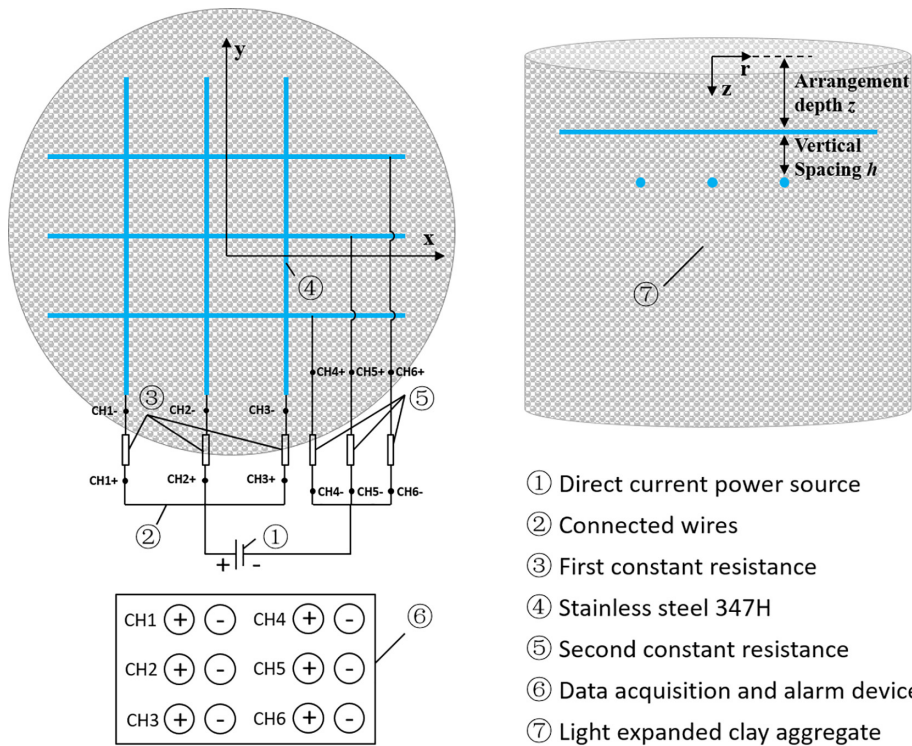 y
x
④
CH4+ CH5+ CH6+
③
⑤
CH1- CH2- CH3-
CH1+ CH2+ CH3+
CH4- CH5- CH6-
②
①
+ -
CH1 + - CH4 + -
CH2 + - CH5 + -
CH3 + - CH6 + -
⑥
r
z
Arrangement
depth z
Vertical
Spacing h
⑦
① Direct current power source
② Connected wires
③ First constant resistance
④ Stainless steel 347H
⑤ Second constant resistance
⑥ Data acquisition and alarm device
⑦ Light expanded clay aggregate